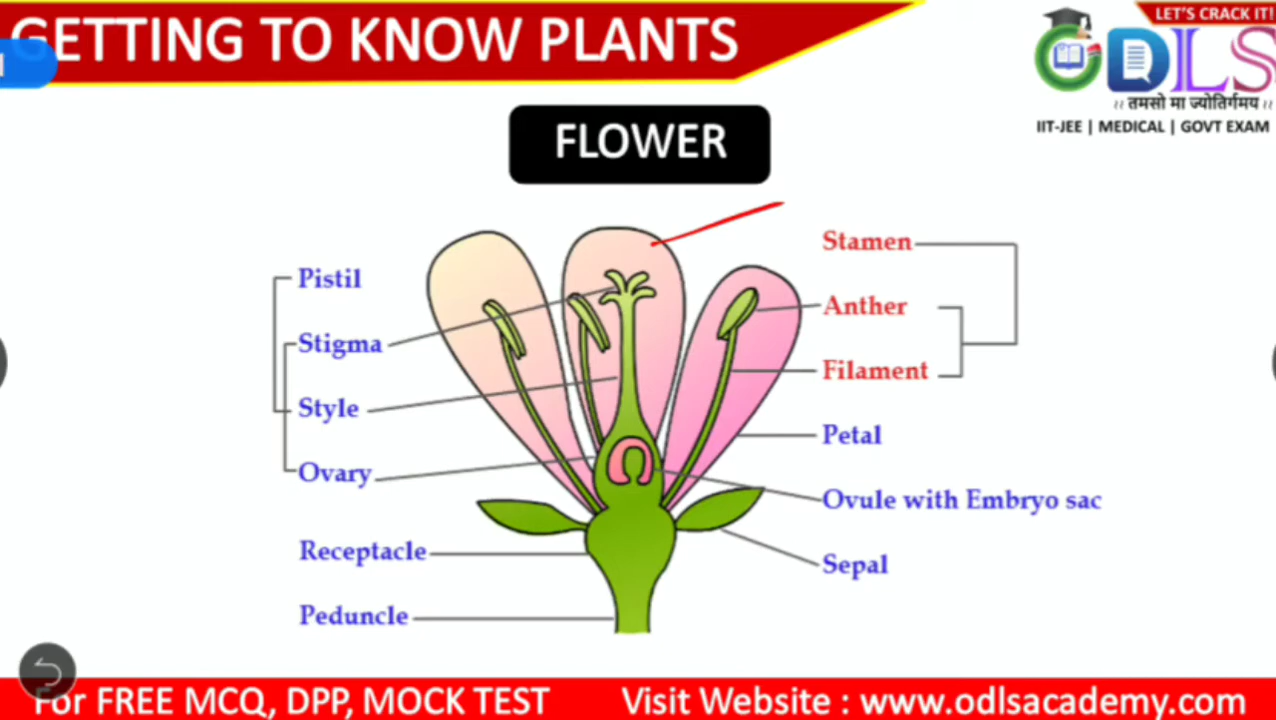 GETTING TO KNOW PLANTS
LET'S CRACK IT!
DLS
।। तमसो मा ज्योतिर्गमय ।।
IIT-JEE | MEDICAL | GOVT EXAM
FLOWER
Pistil
Stigma
Style
Ovary
Receptacle
Peduncle
Stamen
Anther
Filament
Petal
Ovule with Embryo sac
Sepal
For FREE MCQ, DPP, MOCK TEST
Visit Website : www.odlsacademy.com